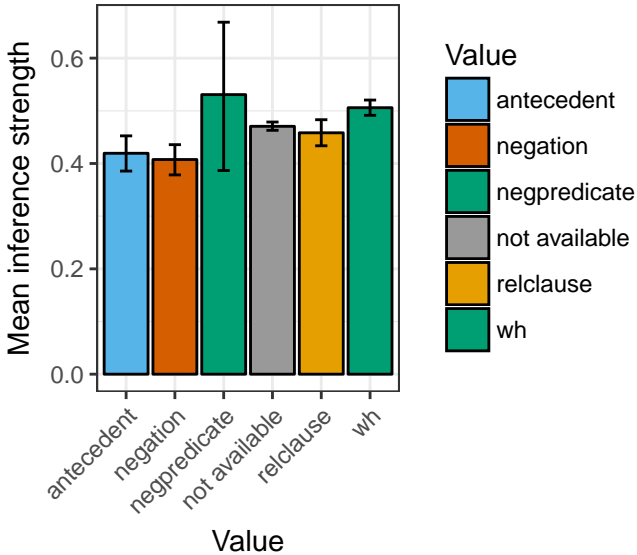 Mean inference strength
0.6
0.4
0.2
0.0
antecedent
negation
negpredicate
not available
relclause
wh
Value
Value
antecedent
negation
negpredicate
not available
relclause
wh